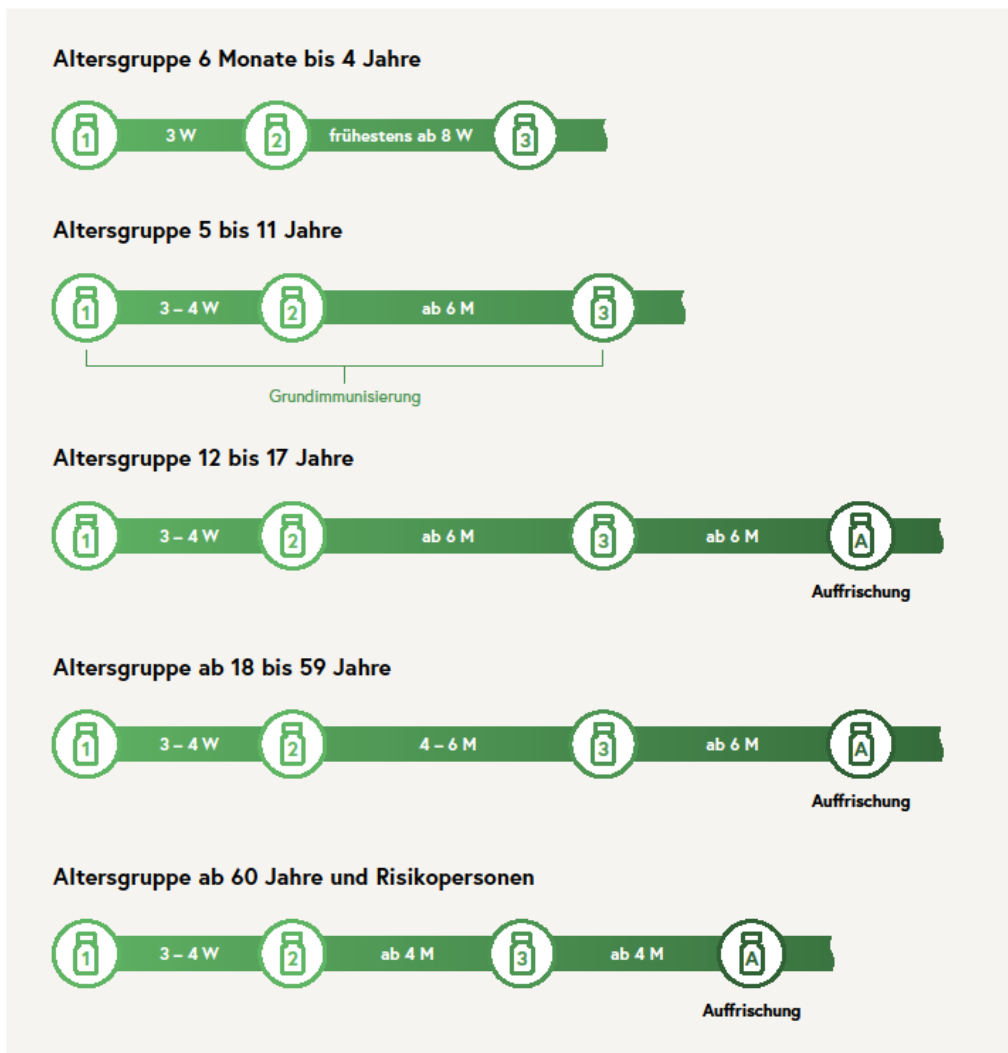 Altersgruppe 6 Monate bis 4 Jahre
1 3 W 2 frühestens ab 8 W 3
Altersgruppe 5 bis 11 Jahre
1 3 – 4 W 2 ab 6 M 3
Grundimmunisierung
Altersgruppe 12 bis 17 Jahre
1 3 – 4 W 2 ab 6 M 3 ab 6 M A
Auffrischung
Altersgruppe ab 18 bis 59 Jahre
1 3 – 4 W 2 4 – 6 M 3 ab 6 M A
Auffrischung
Altersgruppe ab 60 Jahre und Risikopersonen
1 3 – 4 W 2 ab 4 M 3 ab 4 M A
Auffrischung